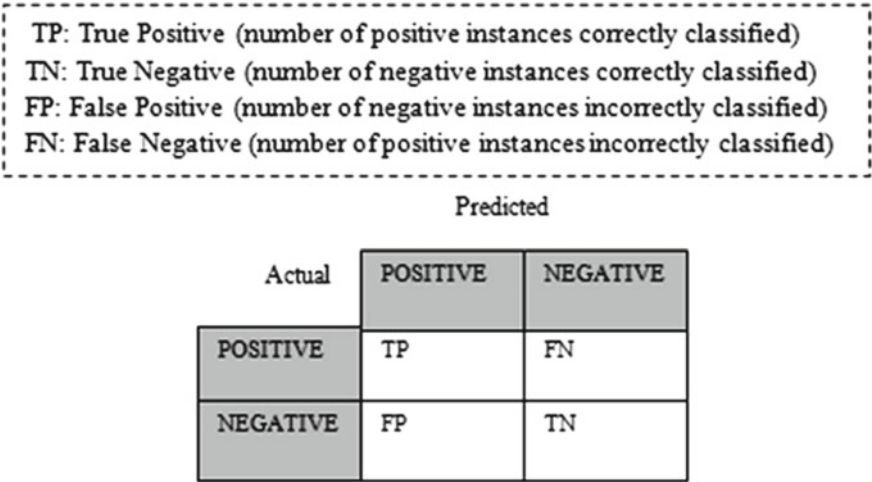 TP: True Positive (number of positive instances correctly classified)
TN: True Negative (number of negative instances correctly classified)
FP: False Positive (number of negative instances incorrectly classified)
FN: False Negative (number of positive instances incorrectly classified)
Predicted
Actual POSITIVE NEGATIVE
POSITIVE TP FN
NEGATIVE FP TN